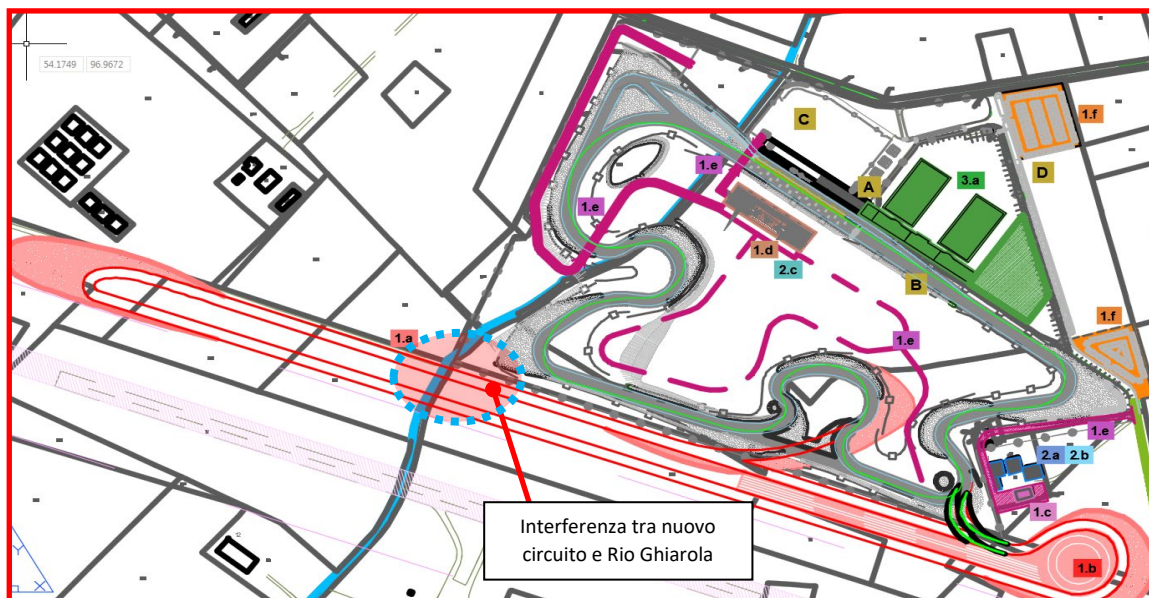 54.1749 96.9672
C
1.f
1.e
A
D
3.a
1.e
1.d
2.c
B
1.a
1.f
1.e
1.e
2.a 2.b
1.c
Interferenza tra nuovo
circuito e Rio Ghiarola
1.b
Y
X